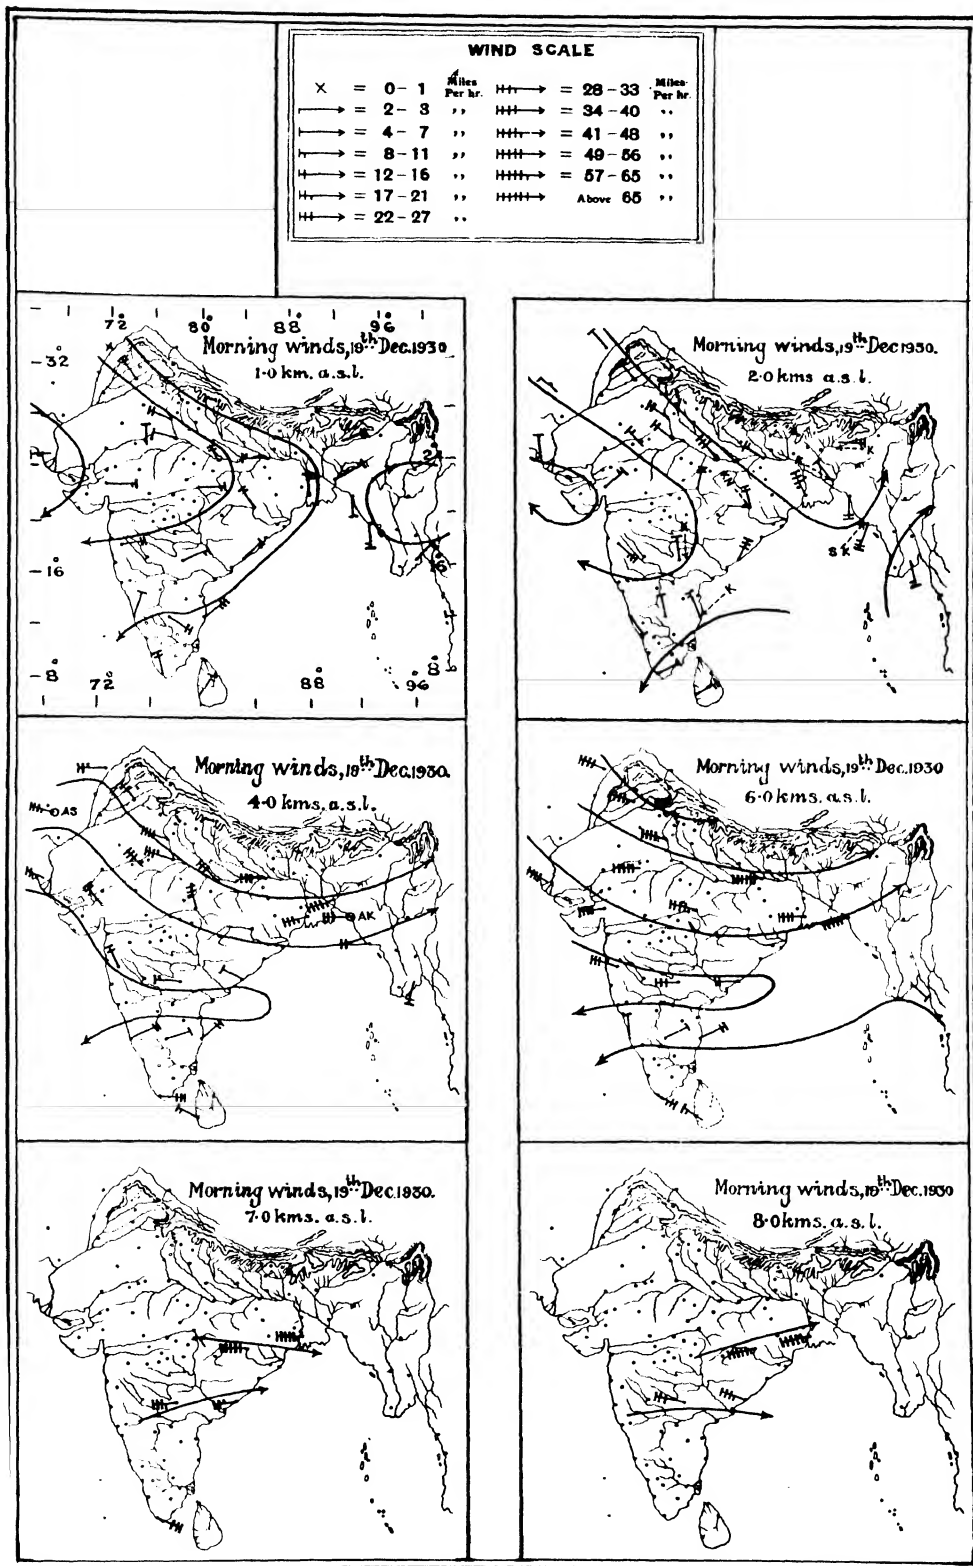 WIND SCALE
× = 0 - 1 Miles Per hr.
= 2 - 3 ,,
= 4 - 7 ,,
= 8 - 11 ,,
= 12 - 16 ,,
= 17 - 21 ,,
= 22 - 27 ,,
= 28 - 33 Miles Per hr.
= 34 - 40 ,,
= 41 - 48 ,,
= 49 - 56 ,,
= 57 - 65 ,,
Above 65 ,,
72° 80° 88° 96°
Morning winds, 19th Dec. 1930
1·0 km. a.s.l.
-32°
-16° 16°
-8° 72° 88° 96° 8°
Morning winds, 19th Dec 1930.
2·0 kms a.s.l.
K
K
S K
Morning winds, 19th Dec. 1930.
4·0 kms. a.s.l.
AS
AK
Morning winds, 19th Dec. 1930
6·0 kms. a.s.l.
Morning winds, 19th Dec. 1930.
7·0 kms. a.s.l.
Morning winds, 19th Dec. 1930
8·0 kms. a.s.l.